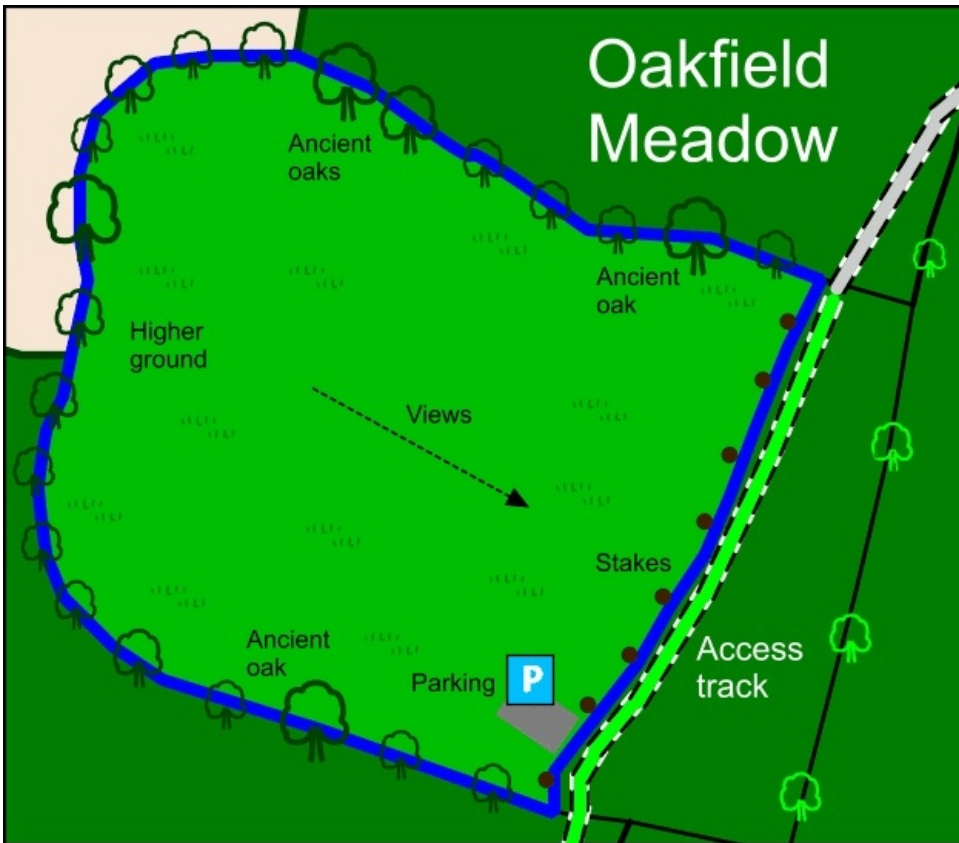 Oakfield
Meadow
Ancient
oaks
Ancient
oak
Higher
ground
Views
Stakes
Ancient
oak
Parking
P
Access
track